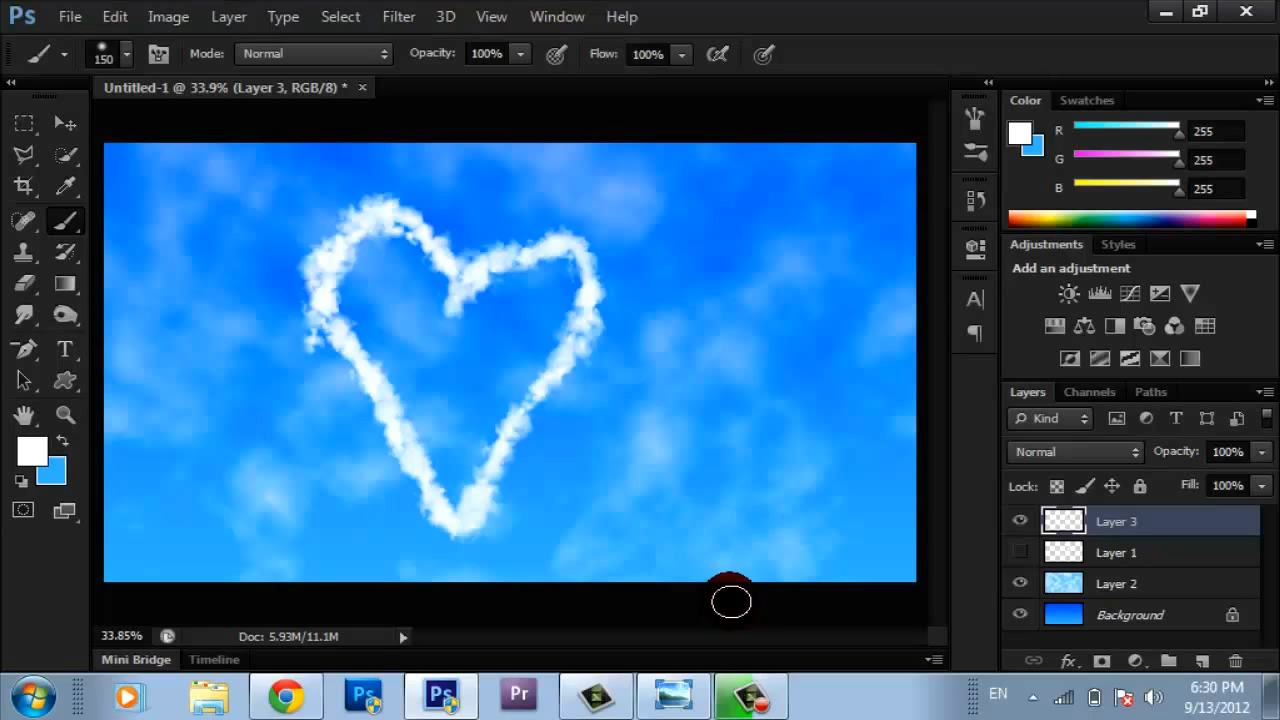 Ps File Edit Image Layer Type Select Filter 3D View Window Help
150 Mode: Normal Opacity: 100% Flow: 100%
Untitled-1 @ 33.9% (Layer 3, RGB/8) * ×
Color Swatches
R 255
G 255
B 255
Adjustments Styles
Add an adjustment
Layers Channels Paths
Kind
Normal Opacity: 100%
Lock: Fill: 100%
Layer 3
Layer 1
Layer 2
Background
33.85% Doc: 5.93M/11.1M
Mini Bridge Timeline
Ps Ps Pr
EN
6:30 PM
9/13/2012